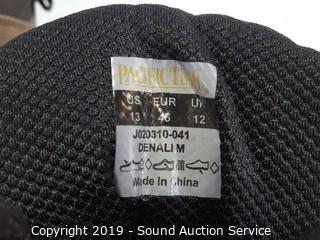 PACIFIC TRAIL
US EUR UK
13 46 12
J020310-041
DENALI M
Made In China
Copyright 2019 - Sound Auction Service